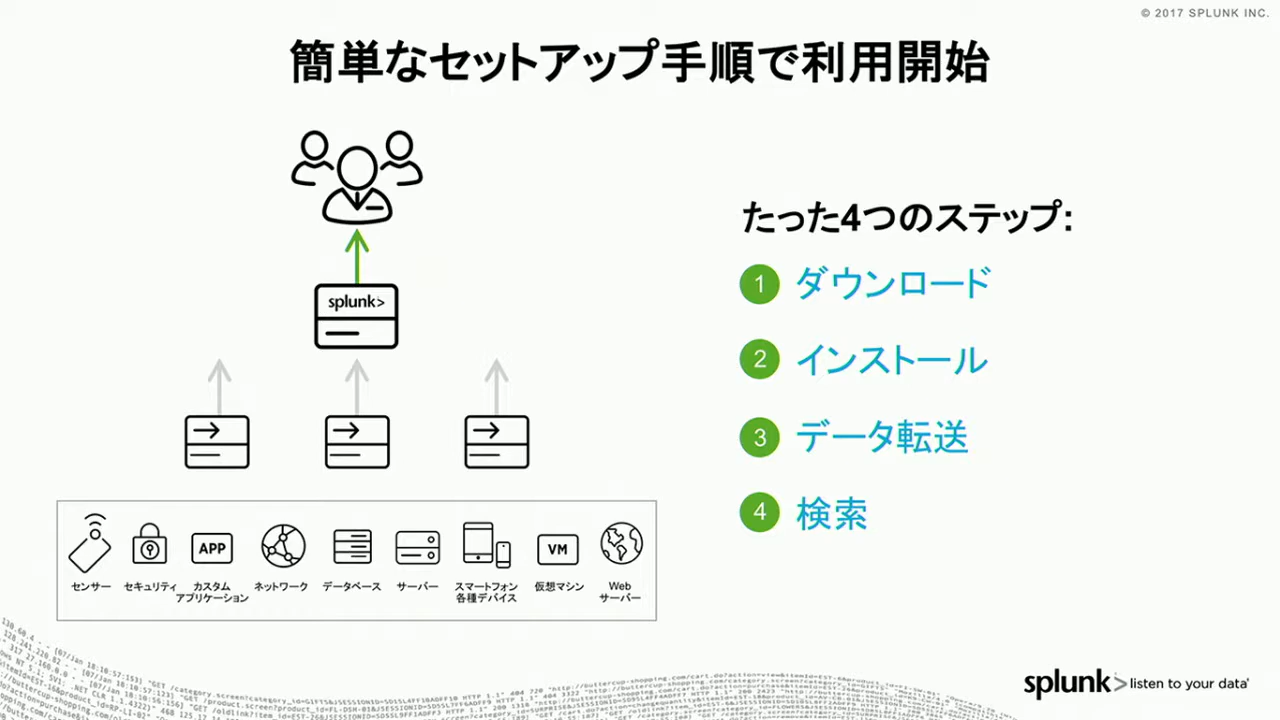 © 2017 SPLUNK INC.
簡単なセットアップ手順で利用開始
splunk>
たった4つのステップ:
1 ダウンロード
2 インストール
3 データ転送
4 検索
APP
VM
センサー
セキュリティ
カスタム
アプリケーション
ネットワーク
データベース
サーバー
スマートフォン
各種デバイス
仮想マシン
Web
サーバー
splunk> listen to your data